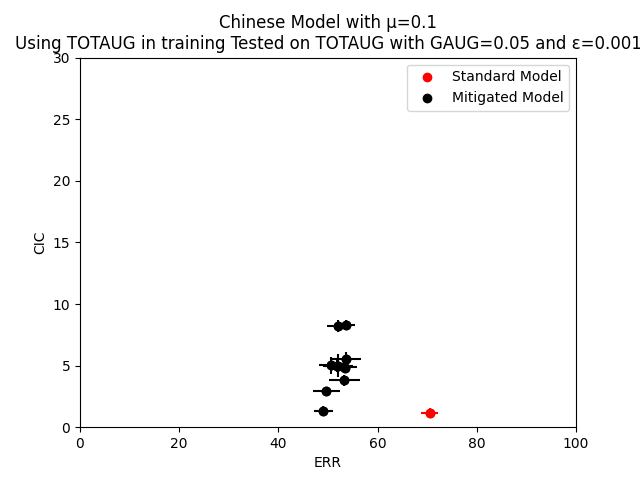 Chinese Model with μ=0.1
Using TOTAUG in training Tested on TOTAUG with GAUG=0.05 and ε=0.001
Standard Model
Mitigated Model
30
25
20
15
10
5
0
CIC
0 20 40 60 80 100
ERR